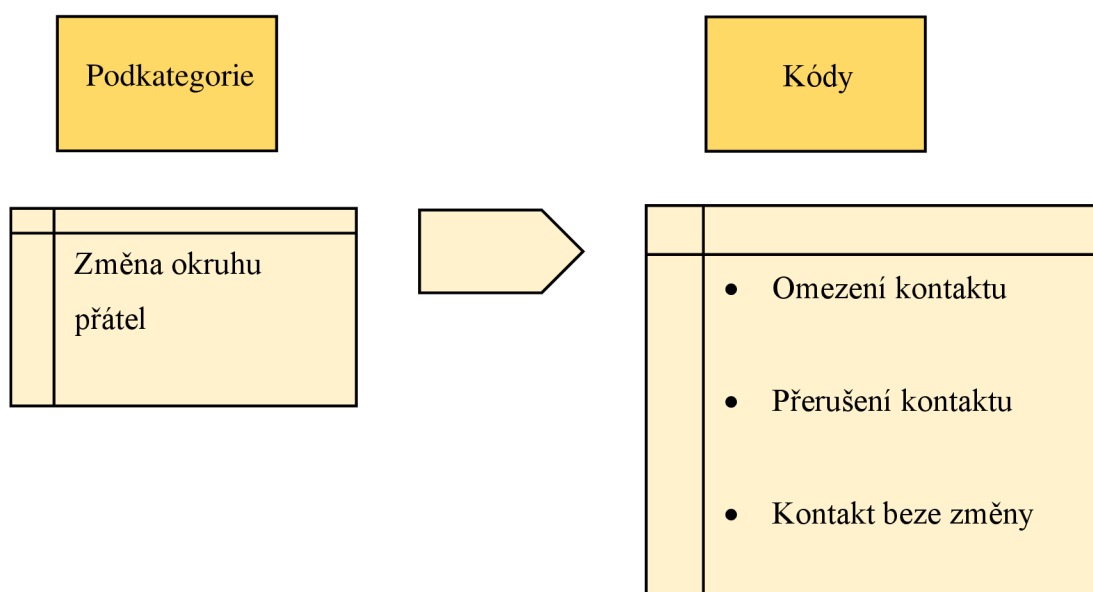 Podkategorie
Kódy
Změna okruhu
přátel
• Omezení kontaktu
• Přerušení kontaktu
• Kontakt beze změny